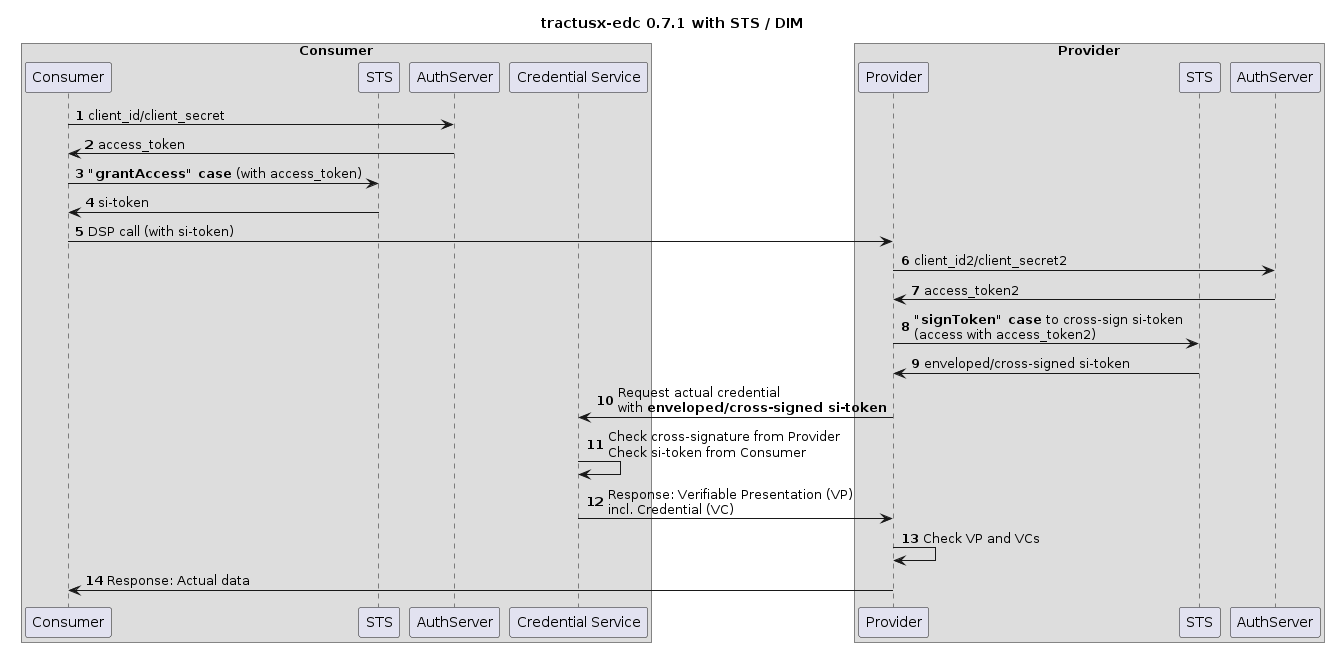 tractusx-edc 0.7.1 with STS / DIM
Consumer
Provider
Consumer
STS
AuthServer
Credential Service
Provider
STS
AuthServer
1 client_id/client_secret
2 access_token
3 "grantAccess" case (with access_token)
4 si-token
5 DSP call (with si-token)
6 client_id2/client_secret2
7 access_token2
8 "signToken" case to cross-sign si-token
(access with access_token2)
9 enveloped/cross-signed si-token
10 Request actual credential
with enveloped/cross-signed si-token
11 Check cross-signature from Provider
Check si-token from Consumer
12 Response: Verifiable Presentation (VP)
incl. Credential (VC)
13 Check VP and VCs
14 Response: Actual data
Consumer
STS
AuthServer
Credential Service
Provider
STS
AuthServer